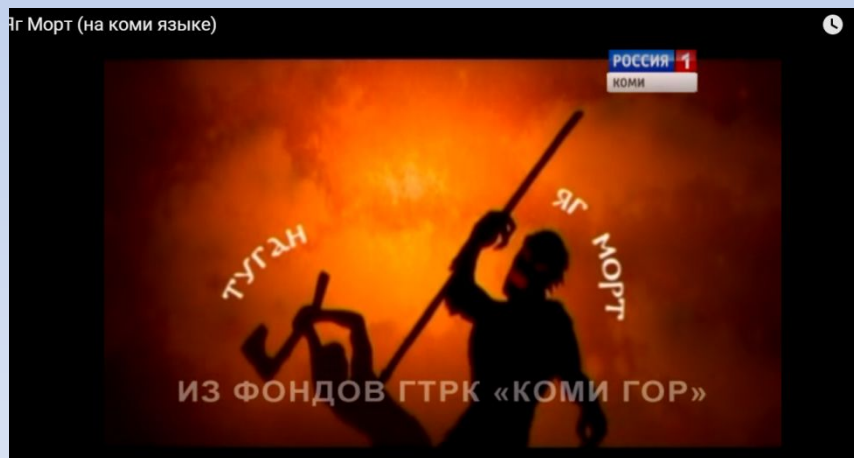 Яг Морт (на коми языке)
РОССИЯ 1
КОМИ
туган
яг морт
ИЗ ФОНДОВ ГТРК «КОМИ ГОР»